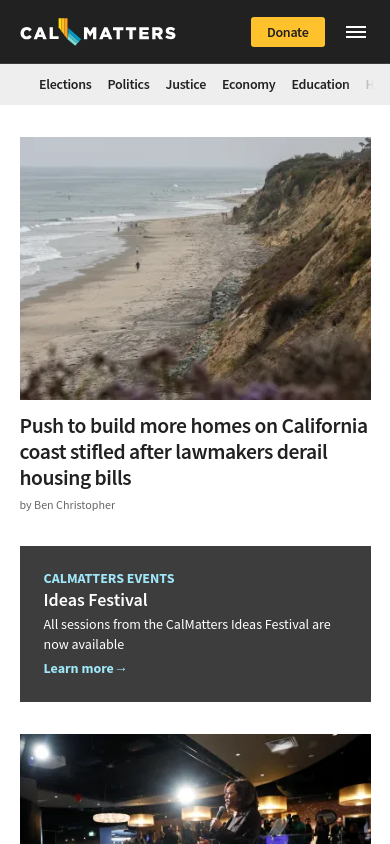 CAL MATTERS
Donate
Elections Politics Justice Economy Education
Push to build more homes on California
coast stifled after lawmakers derail
housing bills
by Ben Christopher
CALMATTERS EVENTS
Ideas Festival
All sessions from the CalMatters Ideas Festival are
now available
Learn more→